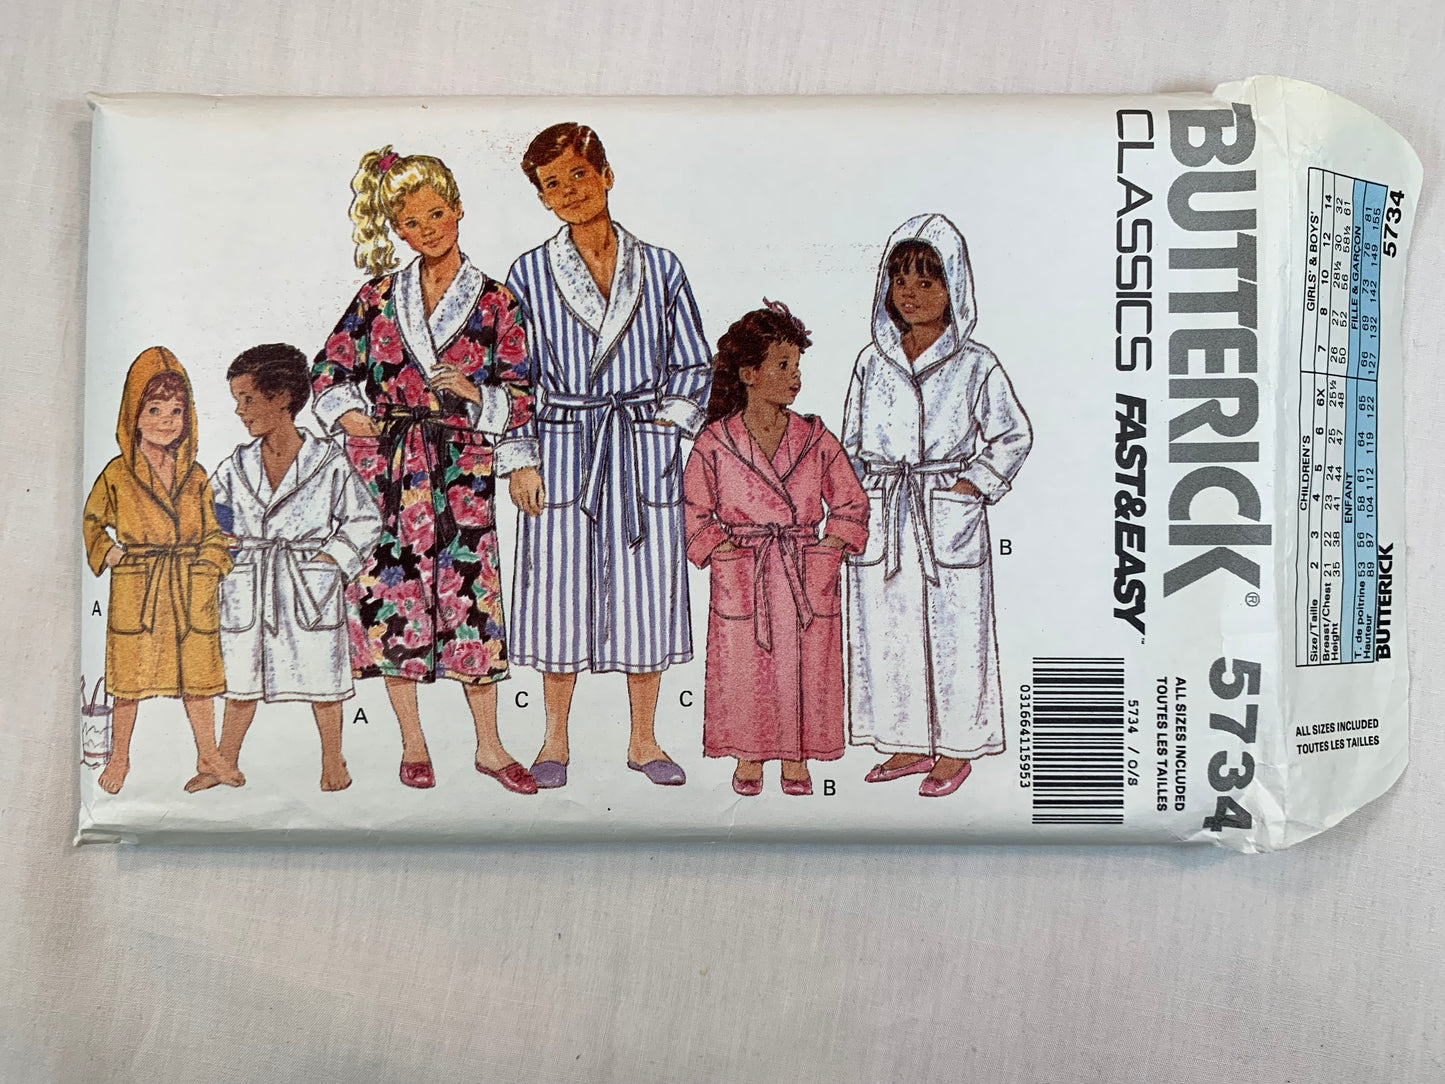 BUTTERICK® 5734
CLASSICS FAST&EASY™
ALL SIZES INCLUDED
TOUTES LES TAILLES
5734 / 0/8
031664115953
A
A
C
C
B
B
5734
CHILDREN'S GIRLS' & BOYS'
Size/Taille 2 3 4 5 6 6X 7 8 10 12 14
Breast/Chest 21 22 23 24 25 25½ 26 27 28½ 30 32
Height 35 38 41 44 47 48 50 52 56 58½ 61
ENFANT FILLE & GARÇON
T. de poitrine 53 56 58 61 64 65 66 69 73 76 81
Hauteur 89 97 104 112 119 122 127 132 142 149 155
BUTTERICK
ALL SIZES INCLUDED
TOUTES LES TAILLES